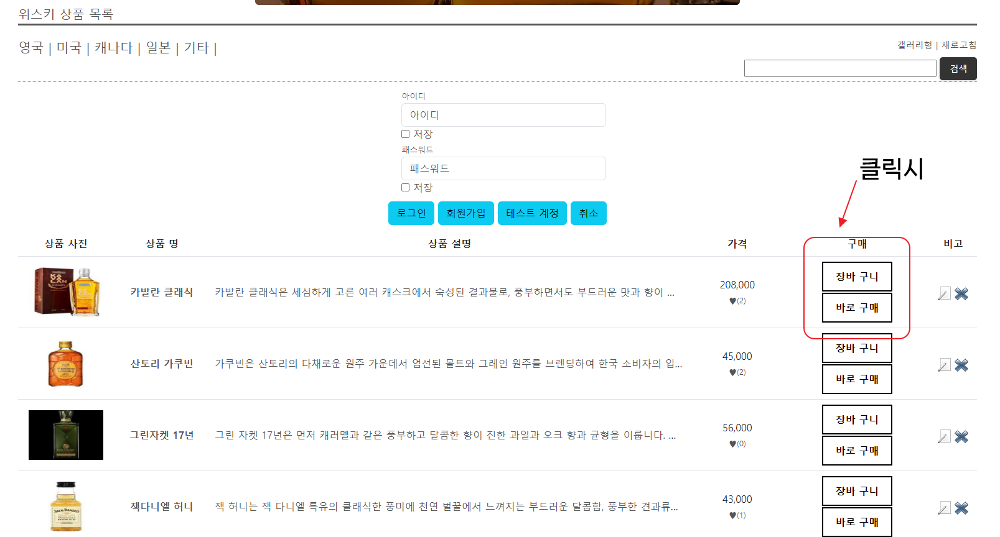 위스키 상품 목록
영국 | 미국 | 캐나다 | 일본 | 기타 |
갤러리형 | 새로고침
검색
아이디
아이디
저장
패스워드
패스워드
저장
로그인 회원가입 테스트 계정 취소
클릭시
상품 사진 상품 명 상품 설명 가격 구매 비고
KA
VA
LAN
카발란 클래식
카발란 클래식은 세심하게 고른 여러 캐스크에서 숙성된 결과물로, 풍부하면서도 부드러운 맛과 향이 ...
208,000
♥(2)
장바 구니
바로 구매
산토리 가쿠빈
가쿠빈은 산토리의 다채로운 원주 가운데서 엄선된 몰트와 그레인 원주를 브렌딩하여 한국 소비자의 입...
45,000
♥(2)
장바 구니
바로 구매
그린자켓 17년
그린 자켓 17년은 먼저 캐러멜과 같은 풍부하고 달콤한 향이 진한 과일과 오크 향과 균형을 이룹니다. ...
56,000
♥(0)
장바 구니
바로 구매
JACK DANIEL'S
HONEY
잭다니엘 허니
잭 허니는 잭 다니엘 특유의 클래식한 풍미에 천연 벌꿀에서 느껴지는 부드러운 달콤함, 풍부한 견과류...
43,000
♥(1)
장바 구니
바로 구매